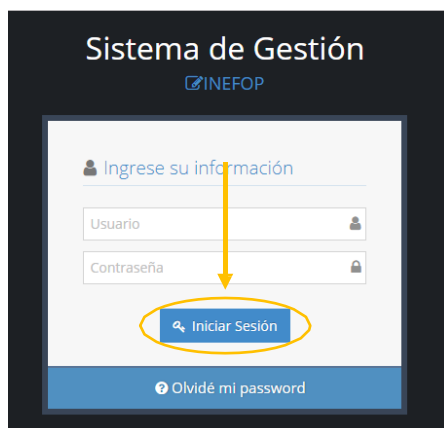 Sistema de Gestión
INEFOP
Ingrese su información
Usuario
Contraseña
Iniciar Sesión
Olvidé mi password